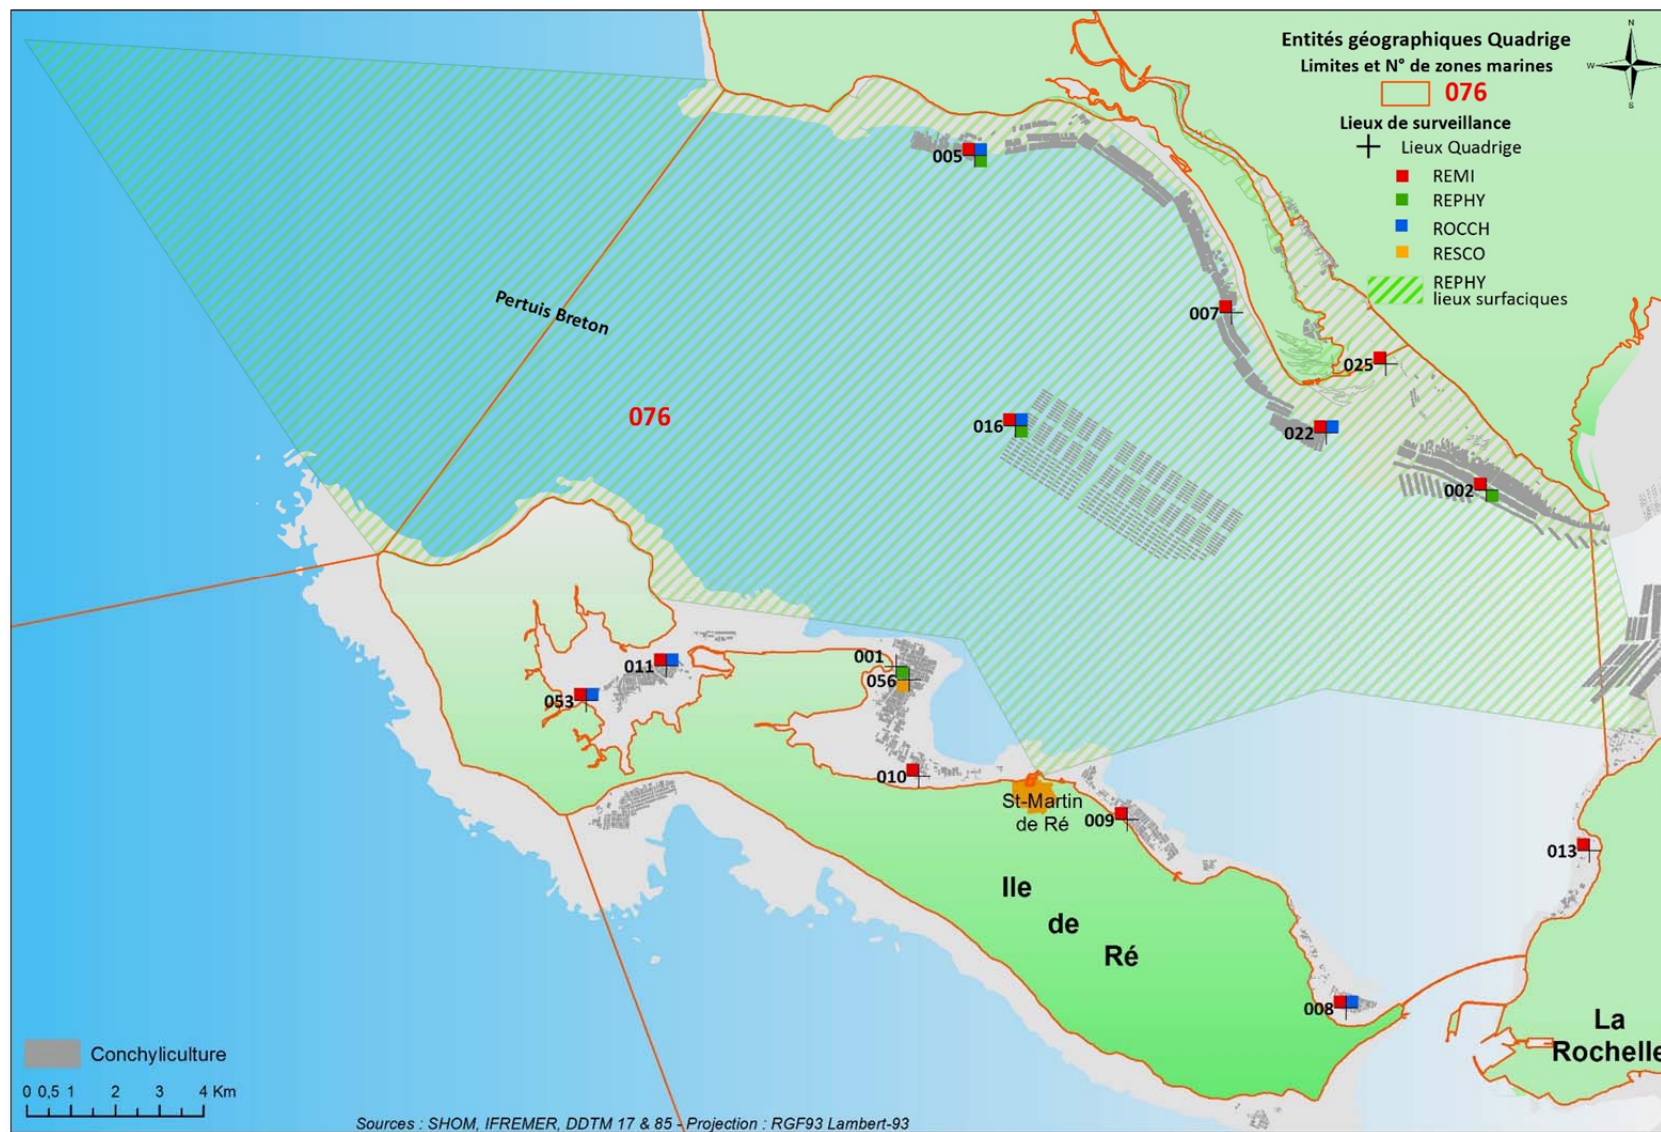 Entités géographiques Quadrige
Limites et N° de zones marines
076
Lieux de surveillance
Lieux Quadrige
REMI
REPHY
ROCCH
RESCO
REPHY
lieux surfaciques
N
W
E
S
005
Pertuis Breton
007
025
076
016
022
002
001
011
056
053
010
St-Martin
de Ré
009
013
Ile
de
Ré
008
La
Rochelle
Conchyliculture
0 0,5 1 2 3 4 Km
Sources : SHOM, IFREMER, DDTM 17 & 85 - Projection : RGF93 Lambert-93